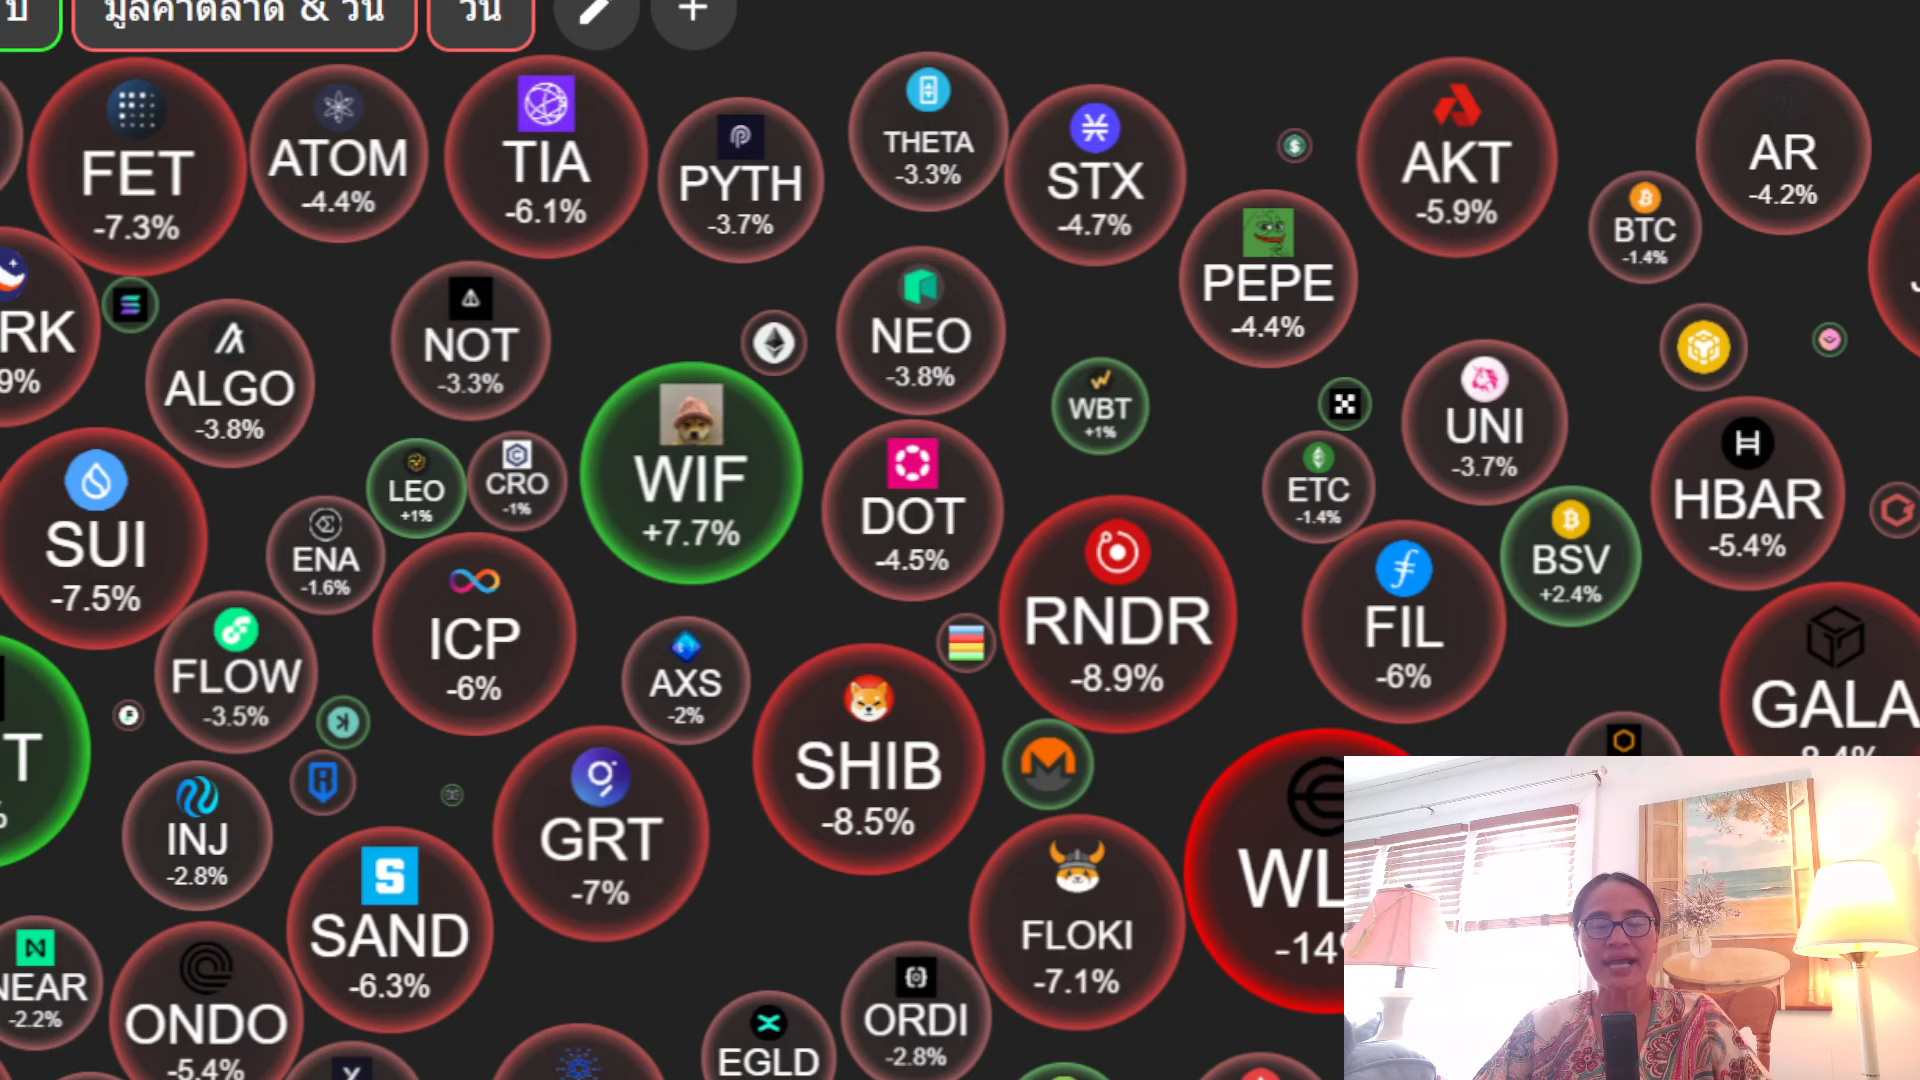 ปี
มูลค่าตลาด & วัน
วัน
FET
-7.3%
ATOM
-4.4%
TIA
-6.1%
PYTH
-3.7%
THETA
-3.3%
STX
-4.7%
PEPE
-4.4%
AKT
-5.9%
BTC
-1.4%
AR
-4.2%
RK
9%
ALGO
-3.8%
NOT
-3.3%
NEO
-3.8%
WBT
+1%
UNI
-3.7%
SUI
-7.5%
LEO
+1%
CRO
-1%
WIF
+7.7%
DOT
-4.5%
ETC
-1.4%
BSV
+2.4%
HBAR
-5.4%
ENA
-1.6%
ICP
-6%
RNDR
-8.9%
FIL
-6%
FLOW
-3.5%
AXS
-2%
GALA
-8.4%
T
%
SHIB
-8.5%
INJ
-2.8%
GRT
-7%
SAND
-6.3%
FLOKI
-7.1%
WL
-14
NEAR
-2.2%
ONDO
-5.4%
ORDI
-2.8%
EGLD